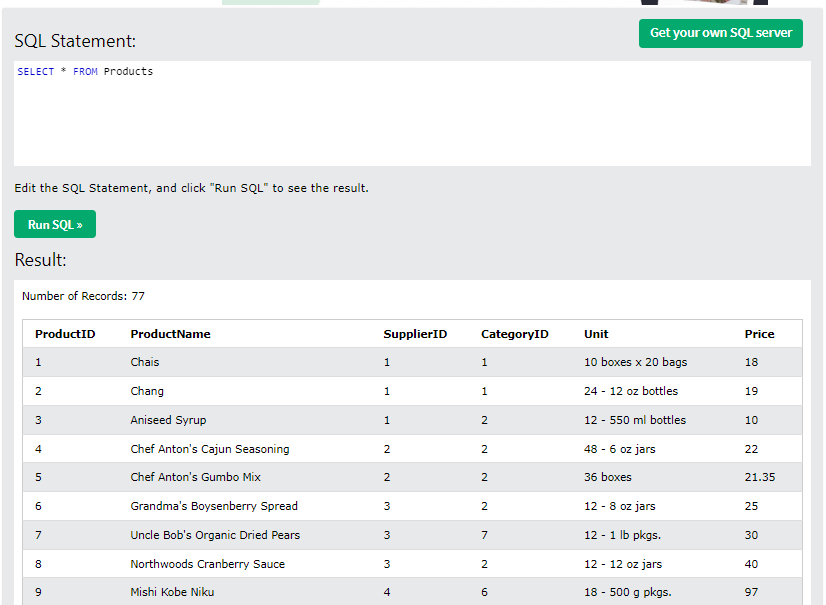 SQL Statement:
Get your own SQL server
SELECT * FROM Products
Edit the SQL Statement, and click "Run SQL" to see the result.
Run SQL »
Result:
Number of Records: 77
ProductID ProductName SupplierID CategoryID Unit Price
1 Chais 1 1 10 boxes x 20 bags 18
2 Chang 1 1 24 - 12 oz bottles 19
3 Aniseed Syrup 1 2 12 - 550 ml bottles 10
4 Chef Anton's Cajun Seasoning 2 2 48 - 6 oz jars 22
5 Chef Anton's Gumbo Mix 2 2 36 boxes 21.35
6 Grandma's Boysenberry Spread 3 2 12 - 8 oz jars 25
7 Uncle Bob's Organic Dried Pears 3 7 12 - 1 lb pkgs. 30
8 Northwoods Cranberry Sauce 3 2 12 - 12 oz jars 40
9 Mishi Kobe Niku 4 6 18 - 500 g pkgs. 97